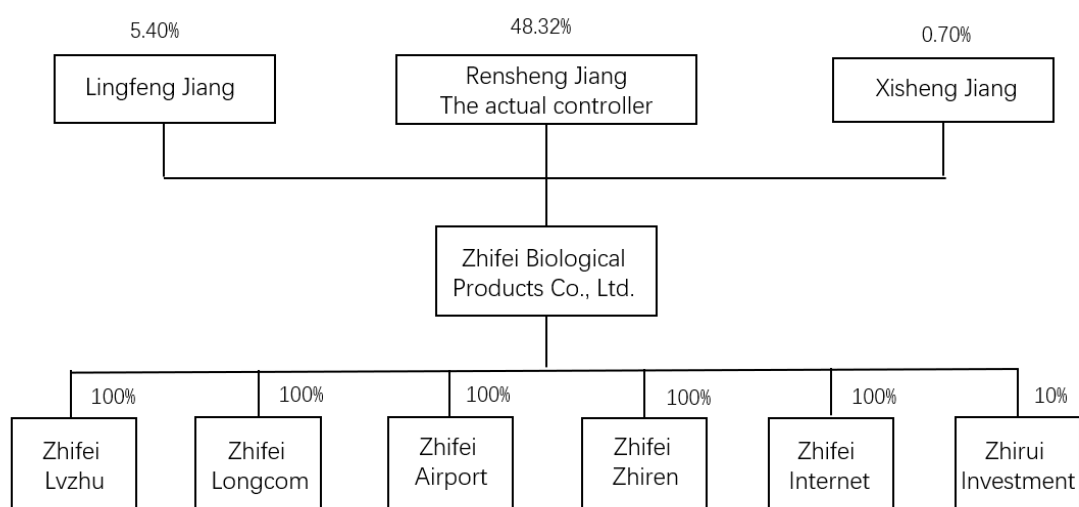 5.40%
48.32%
0.70%
Lingfeng Jiang
Rensheng Jiang
The actual controller
Xisheng Jiang
Zhifei Biological
Products Co., Ltd.
100%
100%
100%
100%
100%
10%
Zhifei
Lvzhu
Zhifei
Longcom
Zhifei
Airport
Zhifei
Zhiren
Zhifei
Internet
Zhirui
Investment